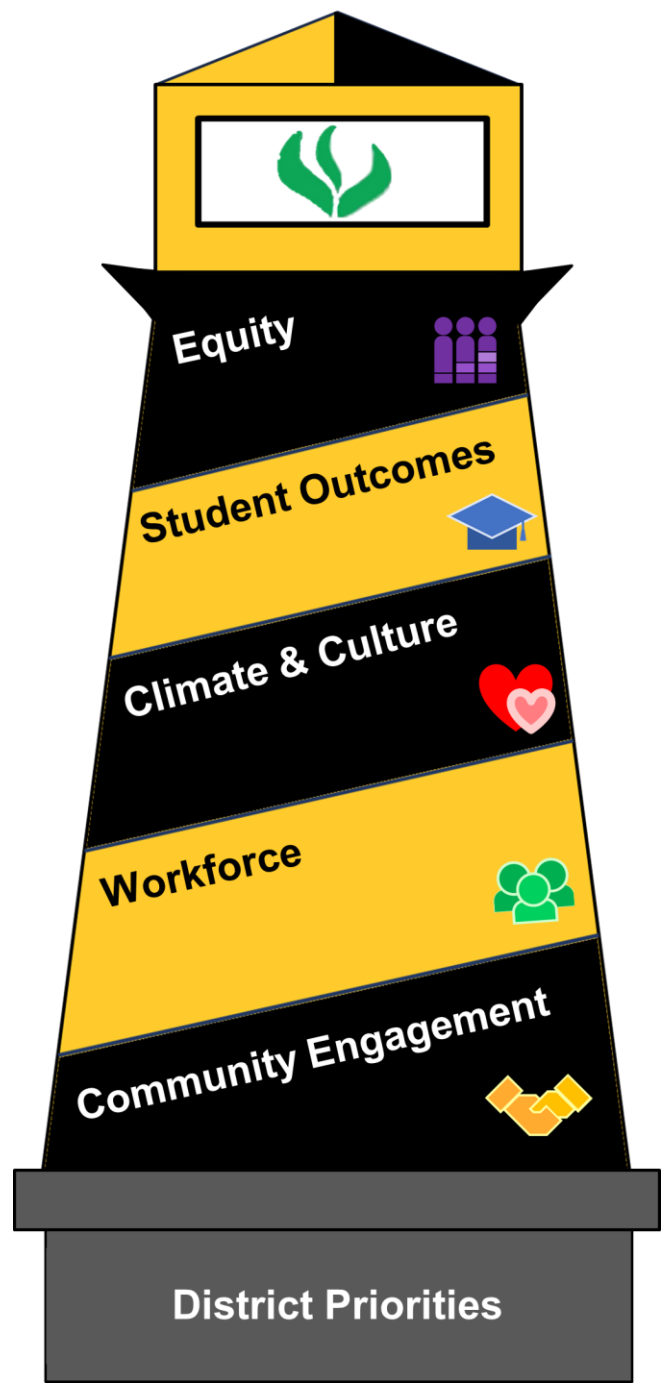 Equity
Student Outcomes
Climate & Culture
Workforce
Community Engagement
District Priorities